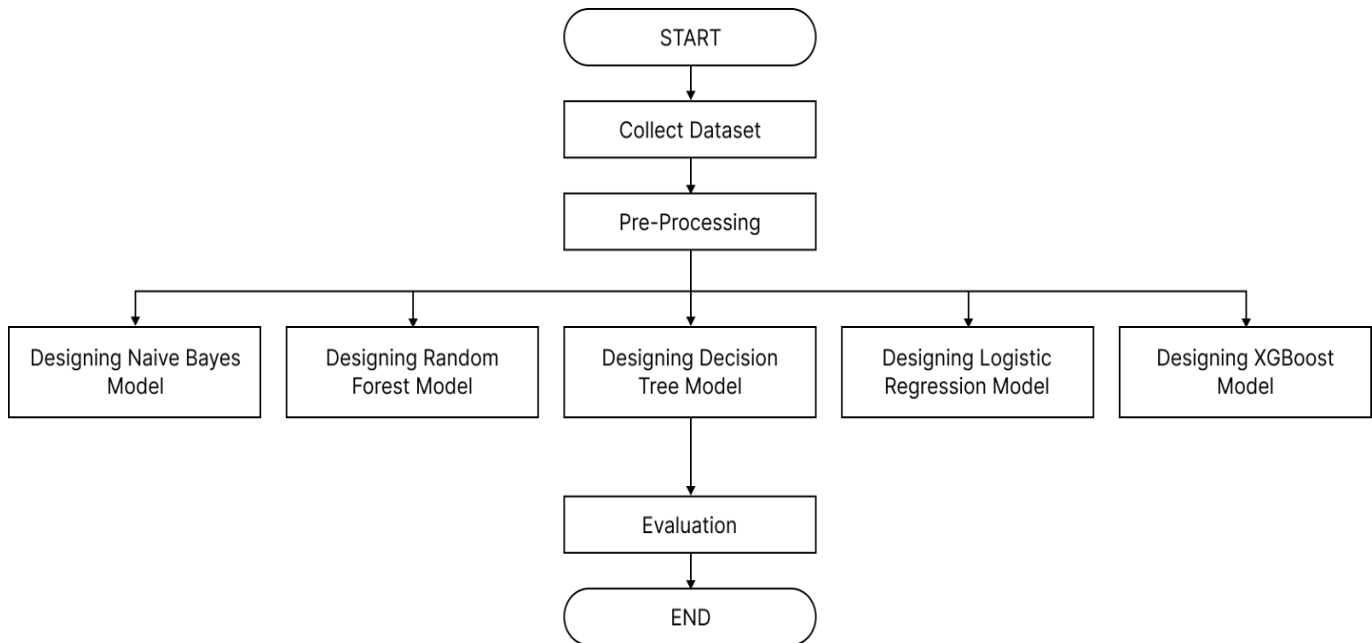 START
Collect Dataset
Pre-Processing
Designing Naive Bayes
Model
Designing Random
Forest Model
Designing Decision
Tree Model
Designing Logistic
Regression Model
Designing XGBoost
Model
Evaluation
END